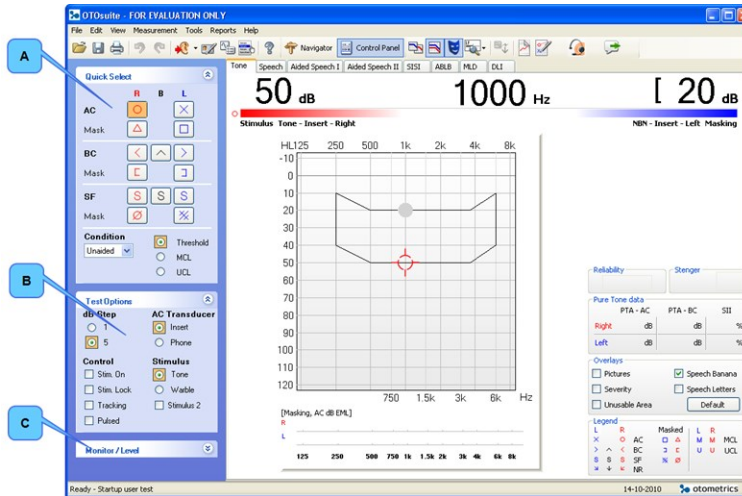 OTOsuite - FOR EVALUATION ONLY
File Edit View Measurement Tools Reports Help
Navigator Control Panel
Tone Speech Aided Speech I Aided Speech II SISI ABLB MLD DLI
A
Quick Select
R B L
AC
Mask
BC
Mask
SF S S S
Mask
Condition
Unaided
Threshold
MCL
UCL
B
Test Options
dB Step AC Transducer
1 Insert
5 Phone
Control Stimulus
Stim. On Tone
Stim. Lock Warble
Tracking Stimulus 2
Pulsed
C
Monitor / Level
50 dB 1000 Hz [ 20 dB
Stimulus Tone - Insert - Right NBN - Insert - Left Masking
HL125 250 500 1k 2k 4k 8k
-10
0
10
20
30
40
50
60
70
80
90
100
110
120
750 1.5k 3k 6k Hz
[Masking, AC dB EML]
R
L
125 250 500 750 1k 1.5k 2k 3k 4k 6k 8k
Reliability Stenger
Pure Tone data
PTA - AC PTA - BC SII
Right dB dB %
Left dB dB %
Overlays
Pictures Speech Banana
Severity Speech Letters
Unusable Area Default
Legend
L R Masked L R
AC M M MCL
BC U U UCL
S S S SF
NR
Ready - Startup user test 14-10-2010 otometrics